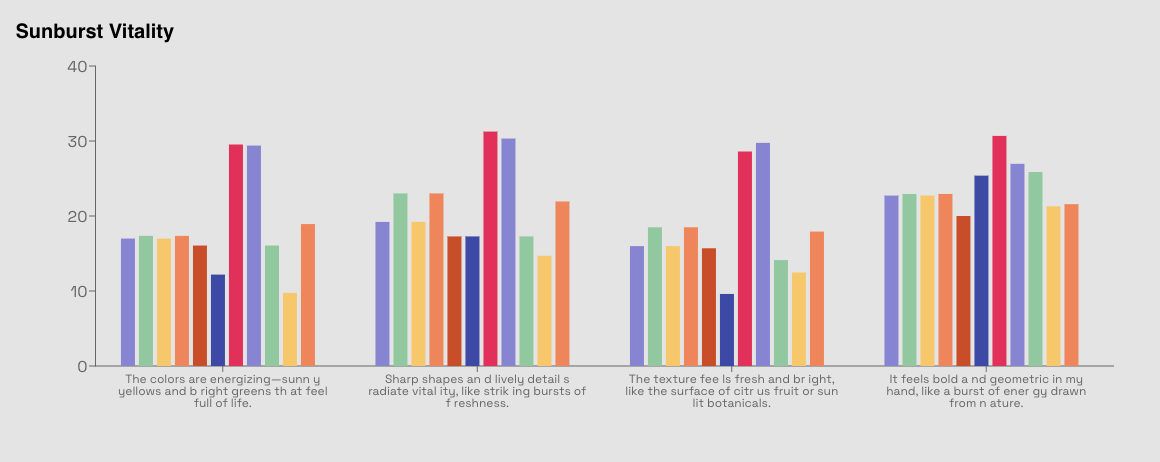 Sunburst Vitality
40
30
20
10
0
The colors are energizing—sunn y
yellows and b right greens th at feel
full of life.
Sharp shapes an d lively detail s
radiate vital ity, like strik ing bursts of
f reshness.
The texture fee ls fresh and br ight,
like the surface of citr us fruit or sun
lit botanicals.
It feels bold a nd geometric in my
hand, like a burst of ener gy drawn
from n ature.